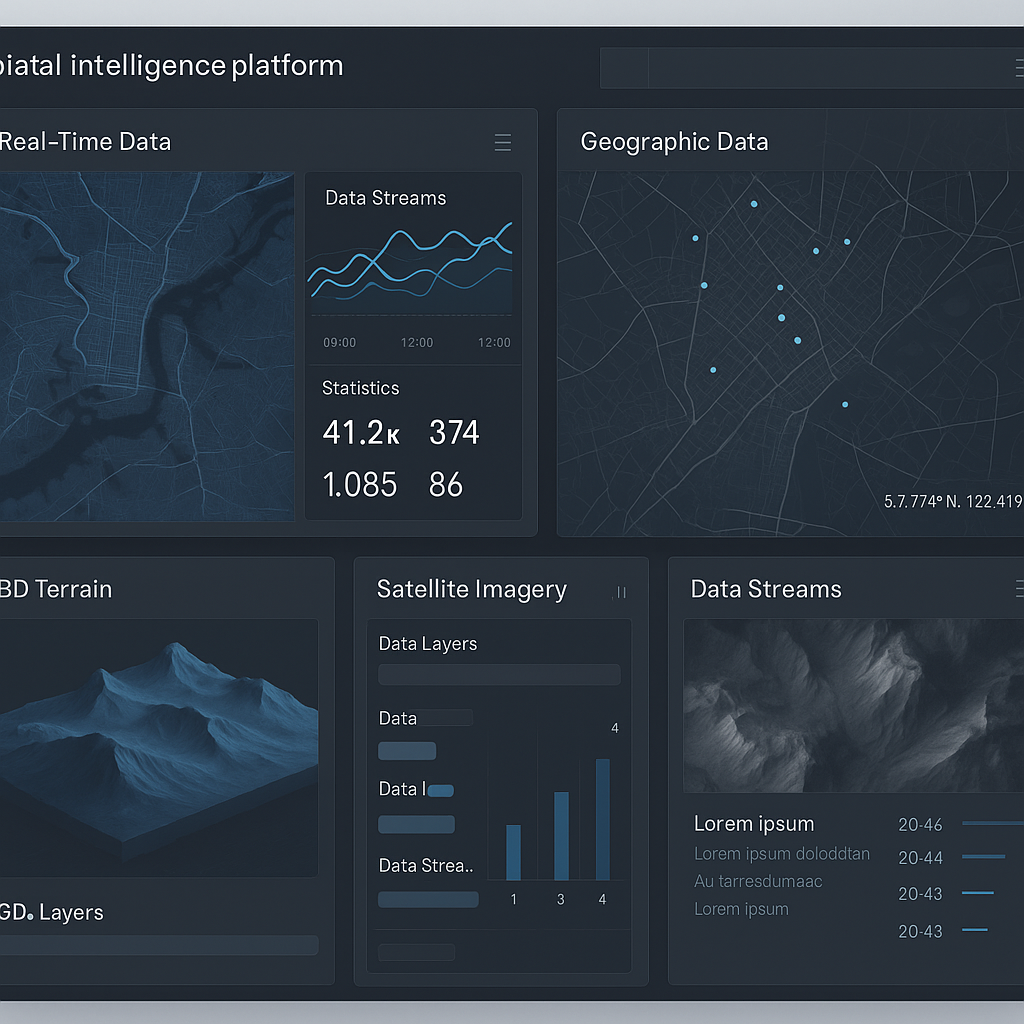 piatal intelligence platform
Real-Time Data
Data Streams
09:00 12:00 12:00
Statistics
41.2K 374
1.085 86
Geographic Data
5.7.774° N. 122.419
BD Terrain
GD. Layers
Satellite Imagery
Data Layers
Data
Data I
Data Strea..
4
1 3 4
Data Streams
Lorem ipsum
Lorem ipsum doloddtan
Au tarresdumaac
Lorem ipsum
20-46
20-44
20-43
20-43